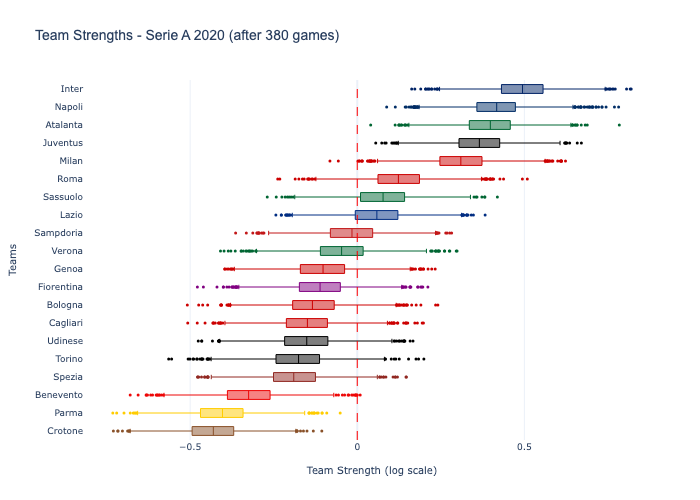 Team Strengths - Serie A 2020 (after 380 games)
Inter
Napoli
Atalanta
Juventus
Milan
Roma
Sassuolo
Lazio
Sampdoria
Verona
Genoa
Fiorentina
Bologna
Cagliari
Udinese
Torino
Spezia
Benevento
Parma
Crotone
Teams
−0.5 0 0.5
Team Strength (log scale)